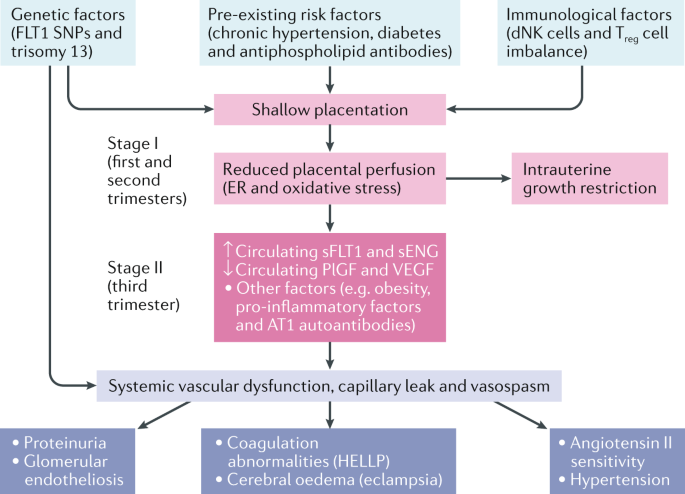 Genetic factors
(FLT1 SNPs and
trisomy 13)
Pre-existing risk factors
(chronic hypertension, diabetes
and antiphospholipid antibodies)
Immunological factors
(dNK cells and Treg cell
imbalance)
Shallow placentation
Stage I
(first and
second
trimesters)
Reduced placental perfusion
(ER and oxidative stress)
Intrauterine
growth restriction
Stage II
(third
trimester)
↑ Circulating sFLT1 and sENG
↓ Circulating PlGF and VEGF
• Other factors (e.g. obesity,
pro-inflammatory factors
and AT1 autoantibodies)
Systemic vascular dysfunction, capillary leak and vasospasm
• Proteinuria
• Glomerular
endotheliosis
• Coagulation
abnormalities (HELLP)
• Cerebral oedema (eclampsia)
• Angiotensin II
sensitivity
• Hypertension